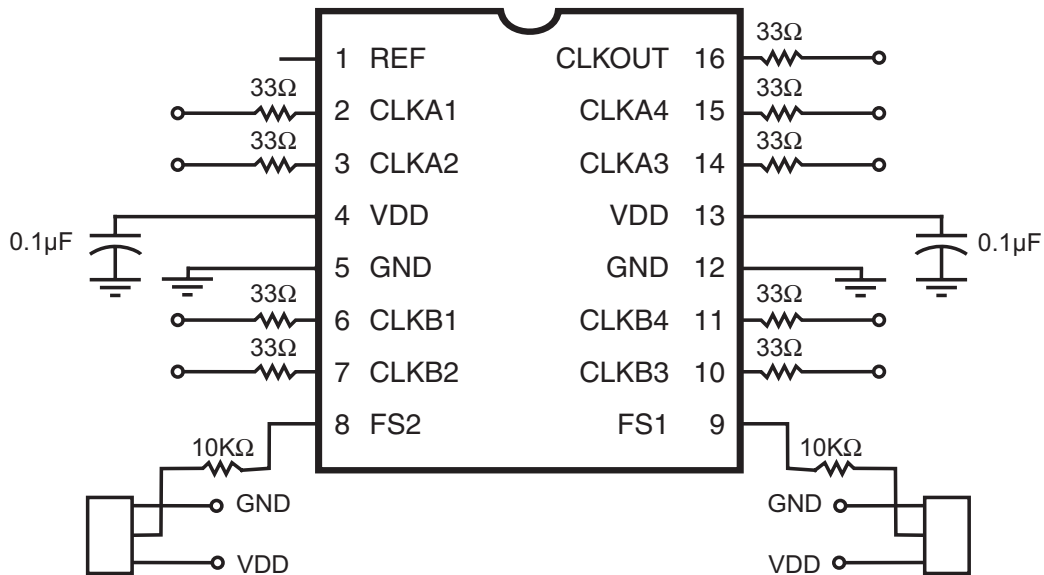 1 REF CLKOUT 16 33Ω
33Ω 2 CLKA1 CLKA4 15 33Ω
33Ω 3 CLKA2 CLKA3 14 33Ω
0.1µF 4 VDD VDD 13 0.1µF
5 GND GND 12
33Ω 6 CLKB1 CLKB4 11 33Ω
33Ω 7 CLKB2 CLKB3 10 33Ω
8 FS2 FS1 9
10KΩ 10KΩ
GND GND
VDD VDD